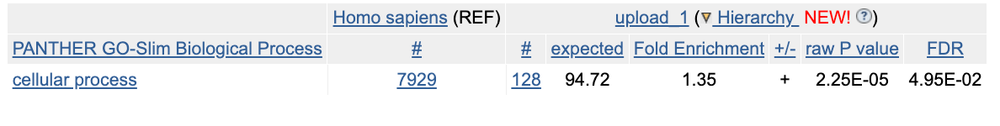 Homo sapiens (REF) upload_1 (▼ Hierarchy NEW! ?)
PANTHER GO-Slim Biological Process # # expected Fold Enrichment +/- raw P value FDR
cellular process 7929 128 94.72 1.35 + 2.25E-05 4.95E-02